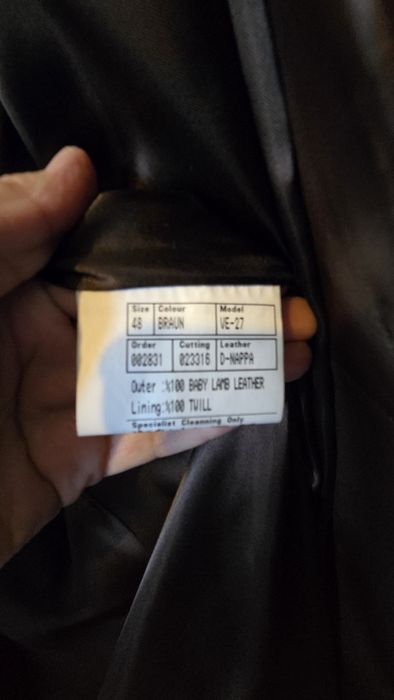 Size Colour Model
48 BRAUN VE-27
Order Cutting Leather
002831 023316 D-NAPPA
Outer :%100 BABY LAMB LEATHER
Lining:%100 TWILL
Specialist Cleanning Only